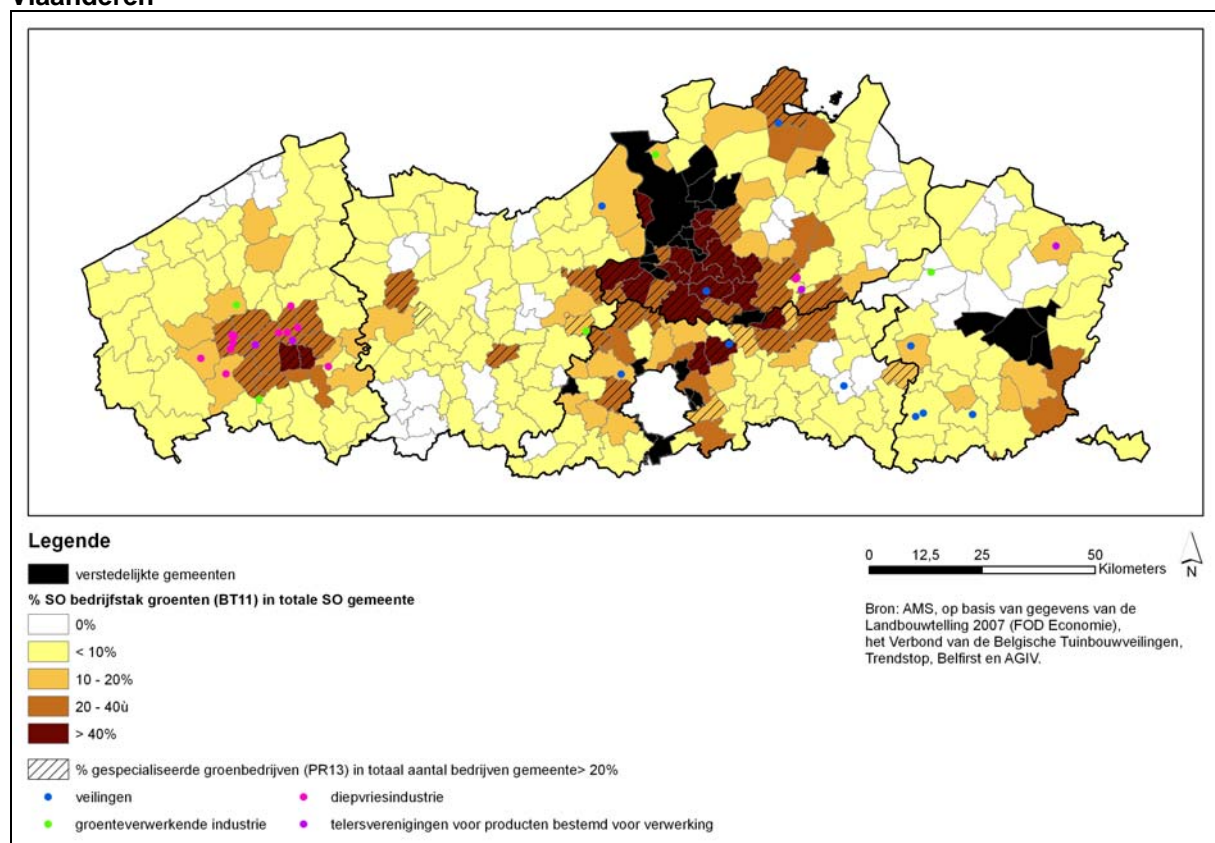 Vlaanderen
Legende
verstedelijkte gemeenten
% SO bedrijfstak groenten (BT11) in totale SO gemeente
0%
< 10%
10 - 20%
20 - 40ù
> 40%
% gespecialiseerde groenbedrijven (PR13) in totaal aantal bedrijven gemeente> 20%
veilingen
diepvriesindustrie
groenteverwerkende industrie
telersverenigingen voor producten bestemd voor verwerking
0 12,5 25 50
Kilometers
N
Bron: AMS, op basis van gegevens van de
Landbouwtelling 2007 (FOD Economie),
het Verbond van de Belgische Tuinbouwveilingen,
Trendstop, Belfirst en AGIV.